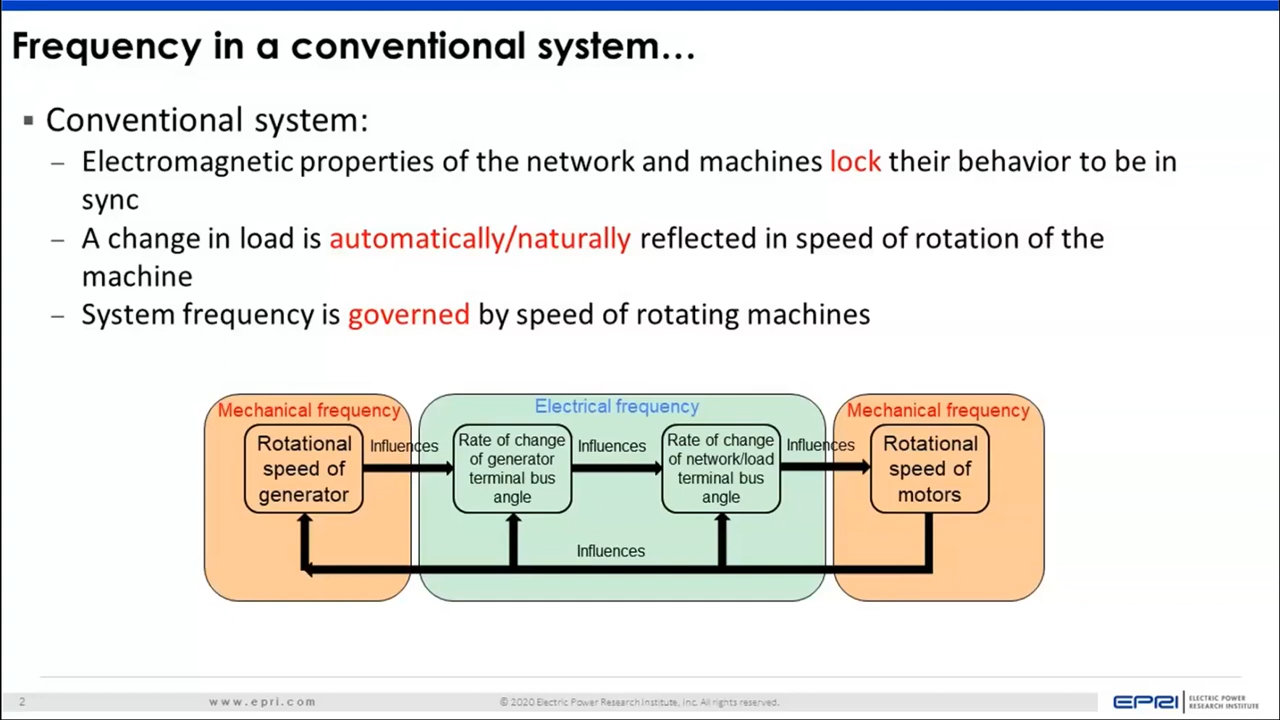 Frequency in a conventional system…
▪ Conventional system:
– Electromagnetic properties of the network and machines lock their behavior to be in
sync
– A change in load is automatically/naturally reflected in speed of rotation of the
machine
– System frequency is governed by speed of rotating machines
Mechanical frequency
Rotational
speed of
generator
Influences
Electrical frequency
Rate of change
of generator
terminal bus
angle
Influences
Rate of change
of network/load
terminal bus
angle
Influences
Mechanical frequency
Rotational
speed of
motors
Influences
2
www.epri.com
© 2020 Electric Power Research Institute, Inc. All rights reserved.
EPRI
ELECTRIC POWER
RESEARCH INSTITUTE